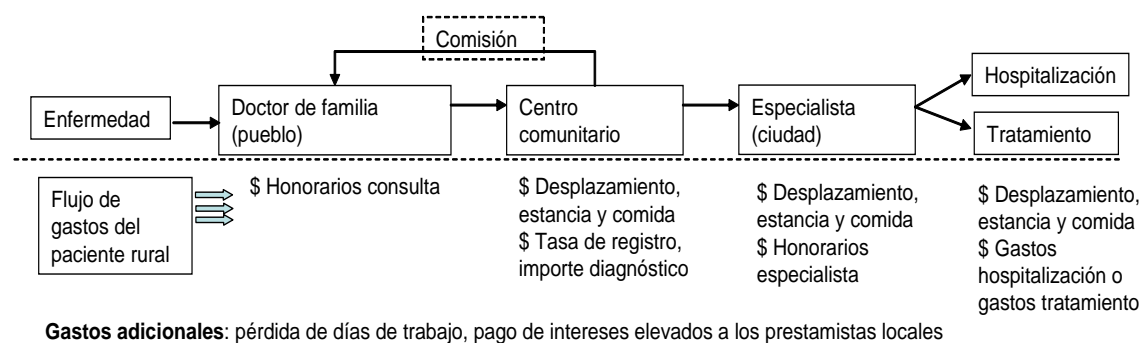 Comisión
Enfermedad
Doctor de familia
(pueblo)
Centro
comunitario
Especialista
(ciudad)
Hospitalización
Tratamiento
Flujo de
gastos del
paciente rural
$ Honorarios consulta
$ Desplazamiento,
estancia y comida
$ Tasa de registro,
importe diagnóstico
$ Desplazamiento,
estancia y comida
$ Honorarios
especialista
$ Desplazamiento,
estancia y comida
$ Gastos
hospitalización o
gastos tratamiento
Gastos adicionales: pérdida de días de trabajo, pago de intereses elevados a los prestamistas locales